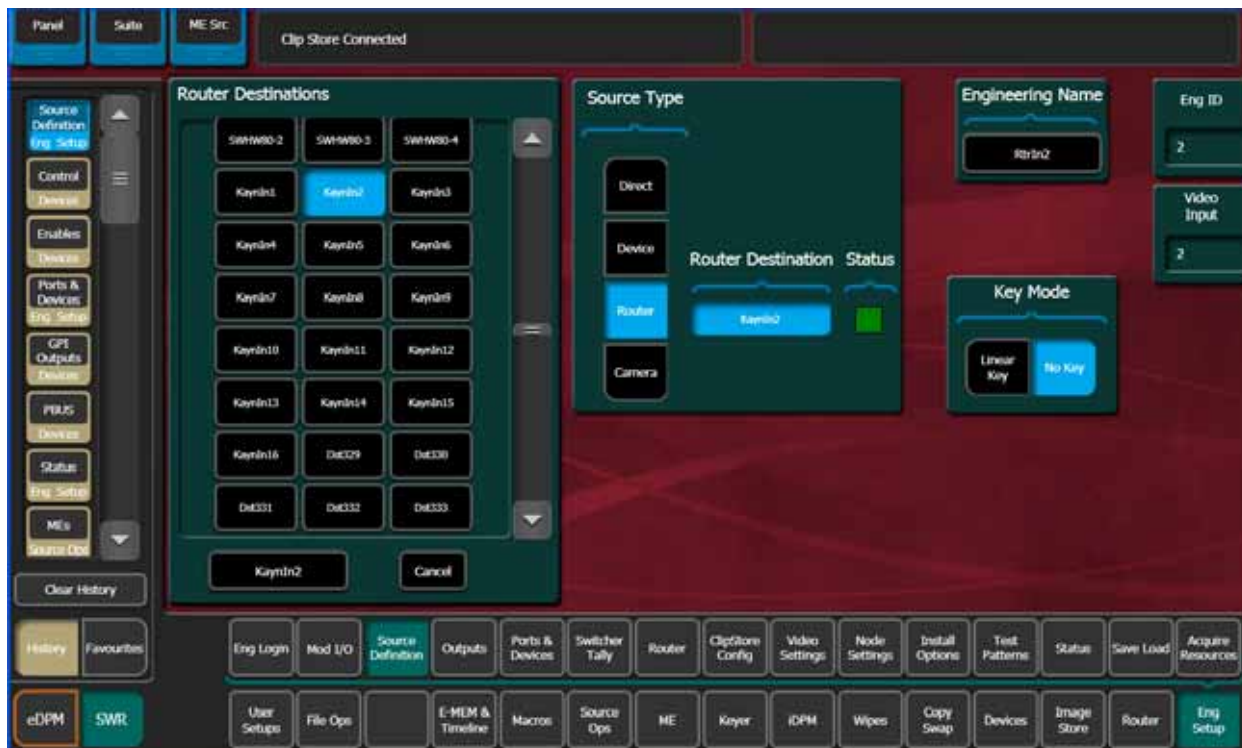 Panel
Suite
ME Src
Clip Store Connected
Source
Definition
Eng Setup
Control
Devices
Enables
Devices
Ports &
Devices
Eng Setup
GPI
Outputs
Devices
PBUS
Devices
Status
Eng Setup
MEs
Source Ops
Clear History
History
Favourites
eDPM
SWR
Router Destinations
SWHW80-2
SWHW80-3
SWHW80-4
KaynIn1
KaynIn2
KaynIn3
KaynIn4
KaynIn5
KaynIn6
KaynIn7
KaynIn8
KaynIn9
KaynIn10
KaynIn11
KaynIn12
KaynIn13
KaynIn14
KaynIn15
KaynIn16
Dst329
Dst330
Dst331
Dst332
Dst333
KaynIn2
Cancel
Source Type
Direct
Device
Router
Camera
Router Destination
KaynIn2
Status
Engineering Name
RtrIn2
Key Mode
Linear
Key
No Key
Eng ID
2
Video
Input
2
Eng Login
Mod I/O
Source
Definition
Outputs
Ports &
Devices
Switcher
Tally
Router
ClipStore
Config
Video
Settings
Node
Settings
Install
Options
Test
Patterns
Status
Save Load
Acquire
Resources
User
Setups
File Ops
E-MEM &
Timeline
Macros
Source
Ops
ME
Keyer
iDPM
Wipes
Copy
Swap
Devices
Image
Store
Router
Eng
Setup